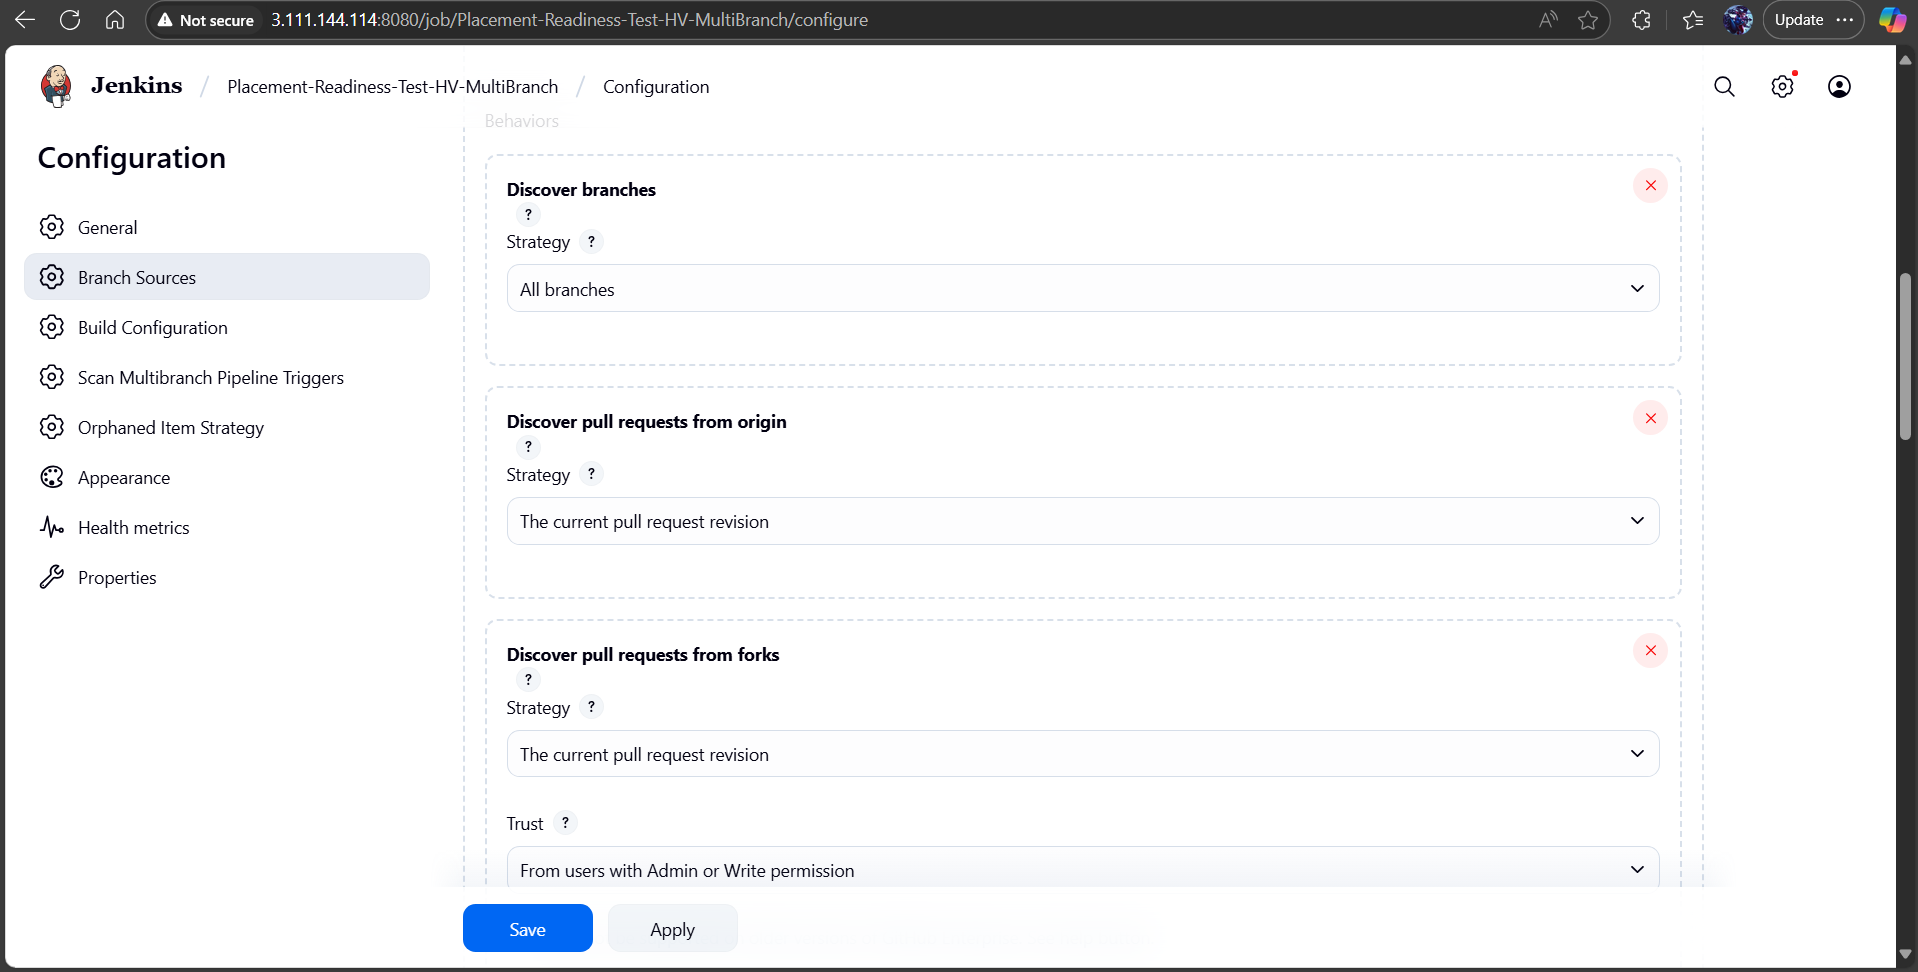 Not secure 3.111.144.114:8080/job/Placement-Readiness-Test-HV-MultiBranch/configure
Update
Jenkins / Placement-Readiness-Test-HV-MultiBranch / Configuration
Behaviors
Configuration
General
Branch Sources
Build Configuration
Scan Multibranch Pipeline Triggers
Orphaned Item Strategy
Appearance
Health metrics
Properties
Discover branches
?
Strategy ?
All branches
Discover pull requests from origin
?
Strategy ?
The current pull request revision
Discover pull requests from forks
?
Strategy ?
The current pull request revision
Trust ?
From users with Admin or Write permission
Save Apply